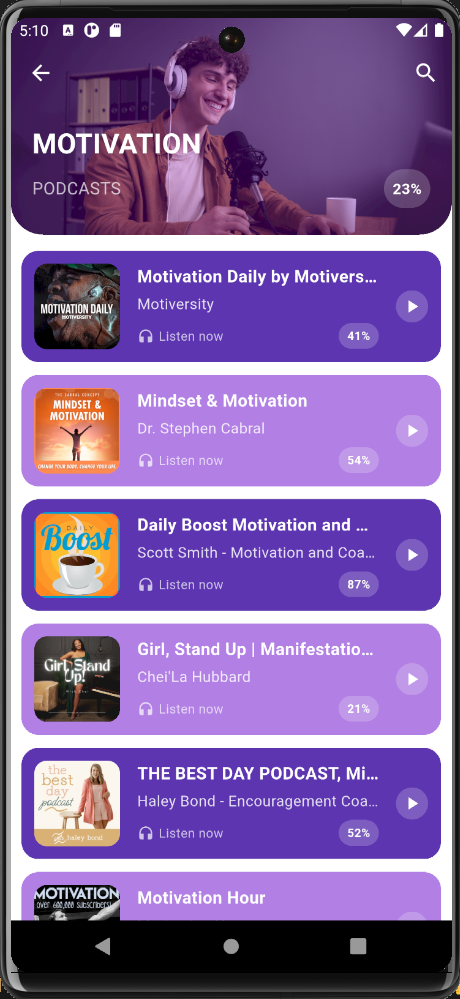 5:10
MOTIVATION
PODCASTS
23%
MOTIVATION DAILY
MOTIVERSITY
Motivation Daily by Motivers...
Motiversity
Listen now
41%
THE CABRAL CONCEPT
MINDSET &
MOTIVATION
CHANGE YOUR BODY, CHANGE YOUR LIFE
Mindset & Motivation
Dr. Stephen Cabral
Listen now
54%
DAILY
Boost
Daily Boost Motivation and ...
Scott Smith - Motivation and Coa...
Listen now
87%
Girl, Stand
Up!
Girl, Stand Up | Manifestatio...
Chei'La Hubbard
Listen now
21%
the
best
day
podcast
haley bond
THE BEST DAY PODCAST, Mi...
Haley Bond - Encouragement Coa...
Listen now
52%
MOTIVATION
OVER 600,000 SUBSCRIBERS!
Motivation Hour